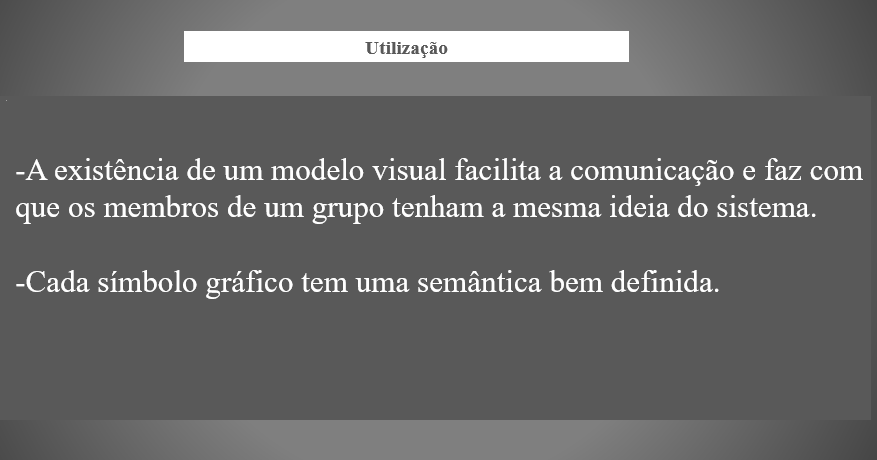 Utilização
-A existência de um modelo visual facilita a comunicação e faz com
que os membros de um grupo tenham a mesma ideia do sistema.
-Cada símbolo gráfico tem uma semântica bem definida.